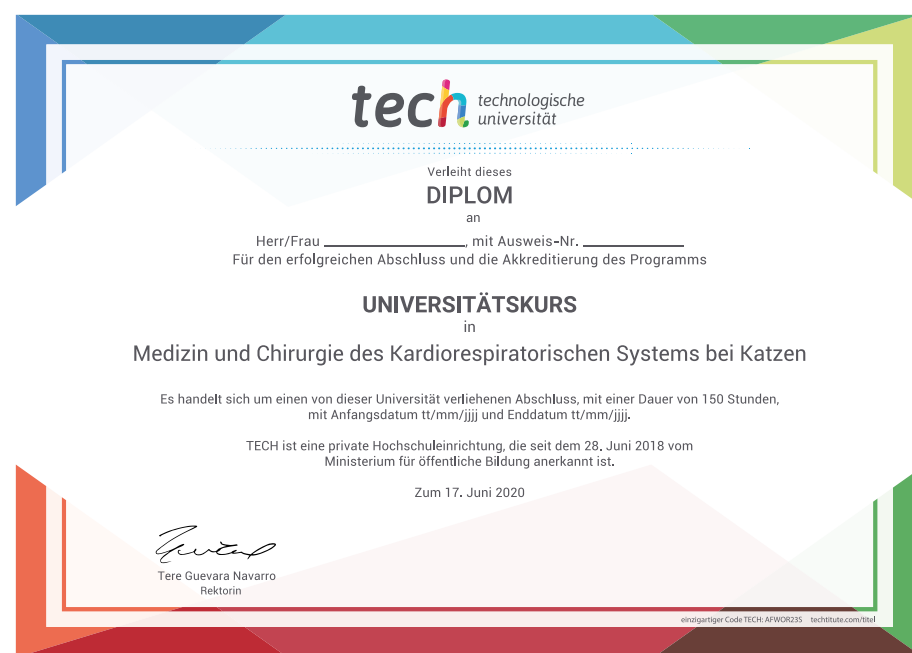 tech technologische
universität
Verleiht dieses
DIPLOM
an
Herr/Frau ____________, mit Ausweis-Nr. ____________
Für den erfolgreichen Abschluss und die Akkreditierung des Programms
UNIVERSITÄTSKURS
in
Medizin und Chirurgie des Kardiorespiratorischen Systems bei Katzen
Es handelt sich um einen von dieser Universität verliehenen Abschluss, mit einer Dauer von 150 Stunden,
mit Anfangsdatum tt/mm/jjjj und Enddatum tt/mm/jjjj.
TECH ist eine private Hochschuleinrichtung, die seit dem 28. Juni 2018 vom
Ministerium für öffentliche Bildung anerkannt ist.
Zum 17. Juni 2020
Tere Guevara Navarro
Rektorin
einzigartiger Code TECH: AFWOR23S techtitute.com/titel